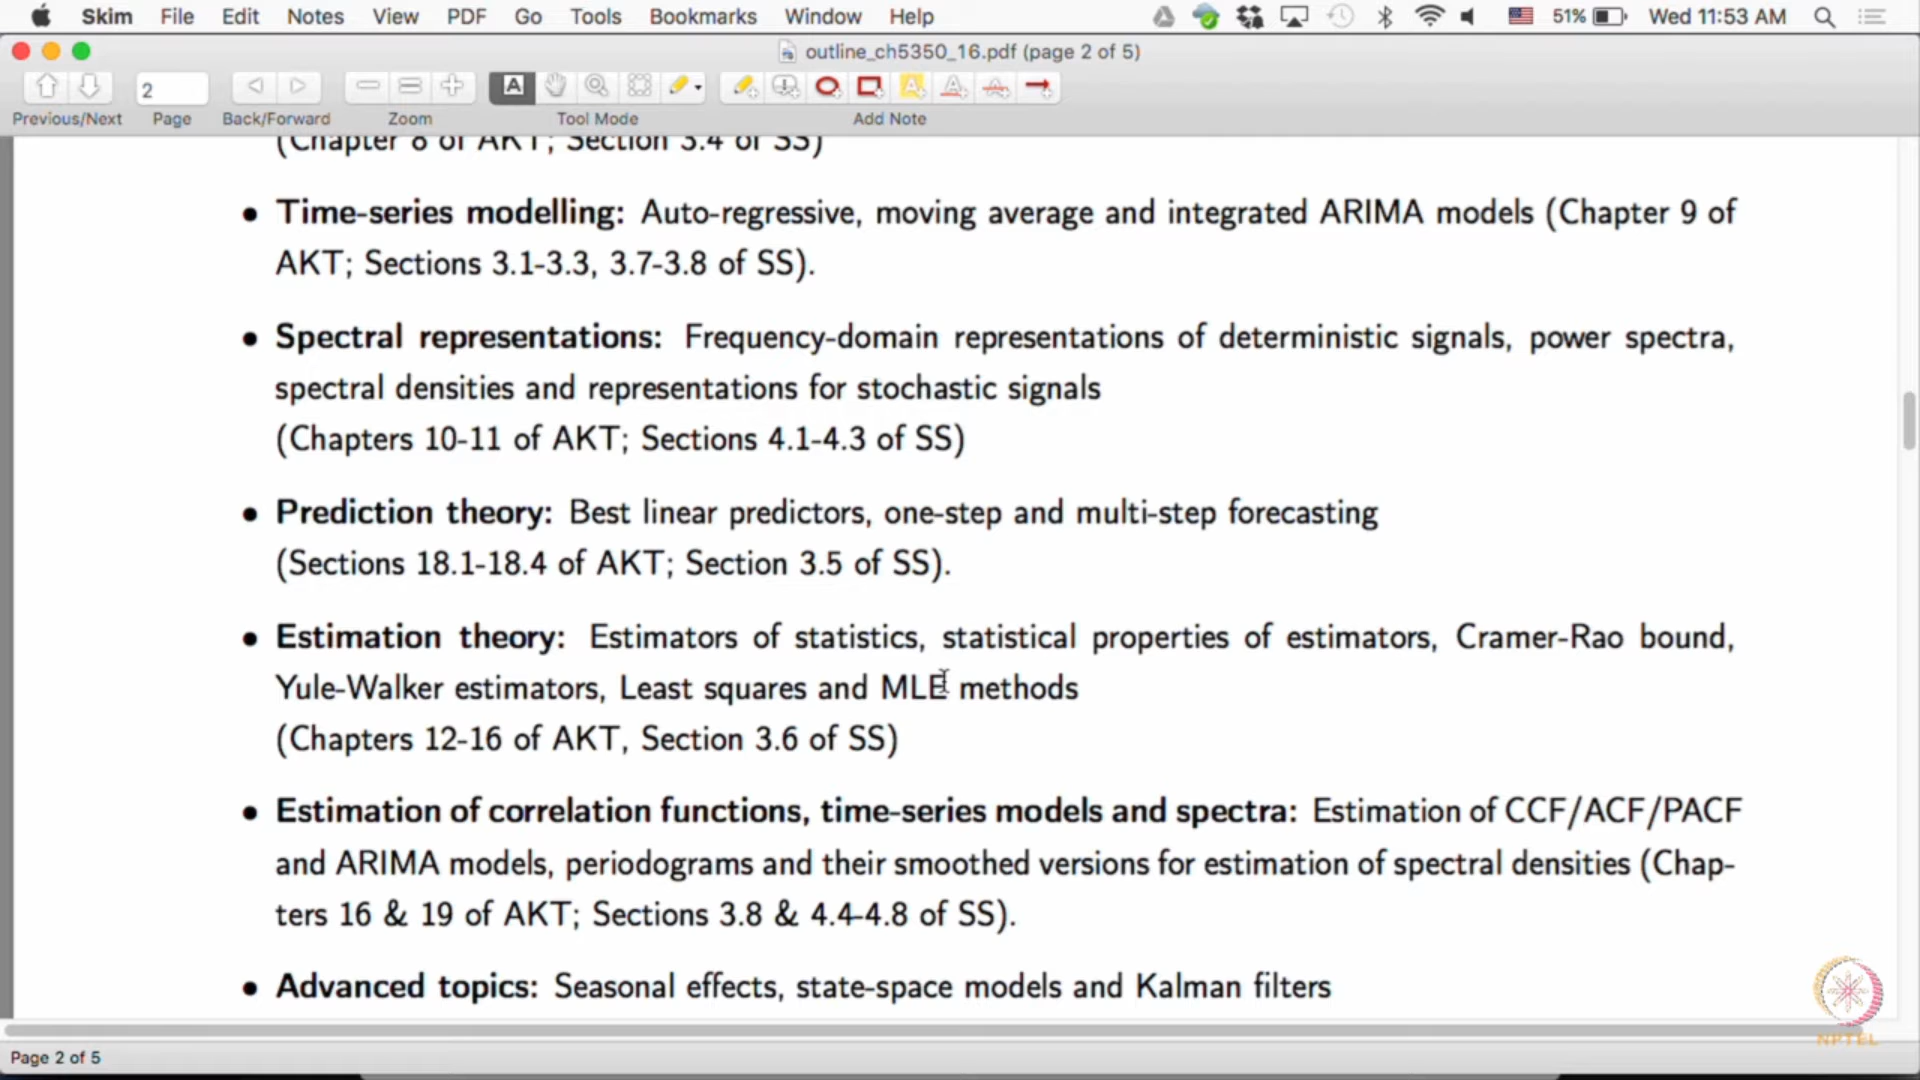 Skim File Edit Notes View PDF Go Tools Bookmarks Window Help 51% Wed 11:53 AM
outline_ch5350_16.pdf (page 2 of 5)
2
Previous/Next Page Back/Forward Zoom Tool Mode Add Note
(Chapter 8 of AKT; Section 3.4 of SS)
• Time-series modelling: Auto-regressive, moving average and integrated ARIMA models (Chapter 9 of
AKT; Sections 3.1-3.3, 3.7-3.8 of SS).
• Spectral representations: Frequency-domain representations of deterministic signals, power spectra,
spectral densities and representations for stochastic signals
(Chapters 10-11 of AKT; Sections 4.1-4.3 of SS)
• Prediction theory: Best linear predictors, one-step and multi-step forecasting
(Sections 18.1-18.4 of AKT; Section 3.5 of SS).
• Estimation theory: Estimators of statistics, statistical properties of estimators, Cramer-Rao bound,
Yule-Walker estimators, Least squares and MLE methods
(Chapters 12-16 of AKT, Section 3.6 of SS)
• Estimation of correlation functions, time-series models and spectra: Estimation of CCF/ACF/PACF
and ARIMA models, periodograms and their smoothed versions for estimation of spectral densities (Chap-
ters 16 & 19 of AKT; Sections 3.8 & 4.4-4.8 of SS).
• Advanced topics: Seasonal effects, state-space models and Kalman filters
NPTEL
Page 2 of 5